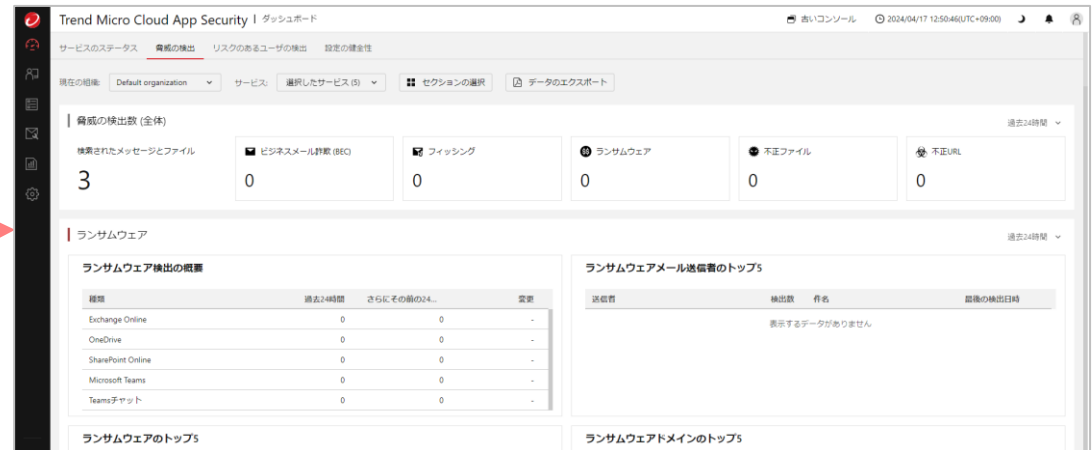 Trend Micro Cloud App Security | ダッシュボード 古いコンソール 2024/04/17 12:50:46(UTC+09:00)
サービスのステータス 脅威の検出 リスクのあるユーザの検出 設定の健全性
現在の組織: Default organization サービス: 選択したサービス (5) セクションの選択 データのエクスポート
脅威の検出数 (全体) 過去24時間
検索されたメッセージとファイル ビジネスメール詐欺 (BEC) フィッシング ランサムウェア 不正ファイル 不正URL
3 0 0 0 0 0
ランサムウェア 過去24時間
ランサムウェア検出の概要 ランサムウェアメール送信者のトップ5
種類 過去24時間 さらにその前の24... 変更 送信者 検出数 件名 最後の検出日時
Exchange Online 0 0 - 表示するデータがありません
OneDrive 0 0 -
SharePoint Online 0 0 -
Microsoft Teams 0 0 -
Teamsチャット 0 0 -
ランサムウェアのトップ5 ランサムウェアドメインのトップ5